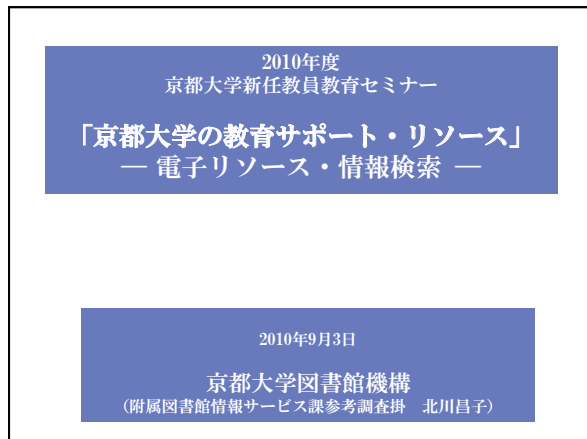 2010年度
京都大学新任教員教育セミナー
「京都大学の教育サポート・リソース」
― 電子リソース・情報検索 ―
2010年9月3日
京都大学図書館機構
（附属図書館情報サービス課参考調査掛　北川昌子）